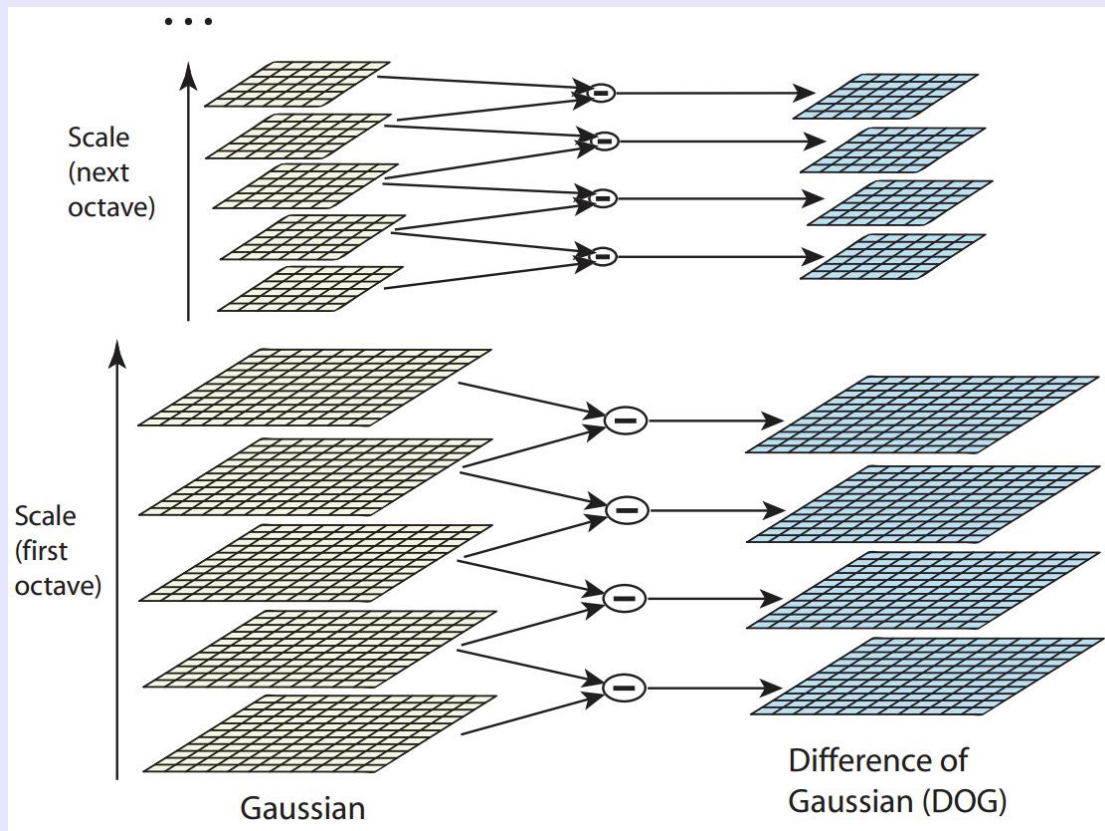 ...
Scale
(next
octave)
Scale
(first
octave)
Gaussian
Difference of
Gaussian (DOG)